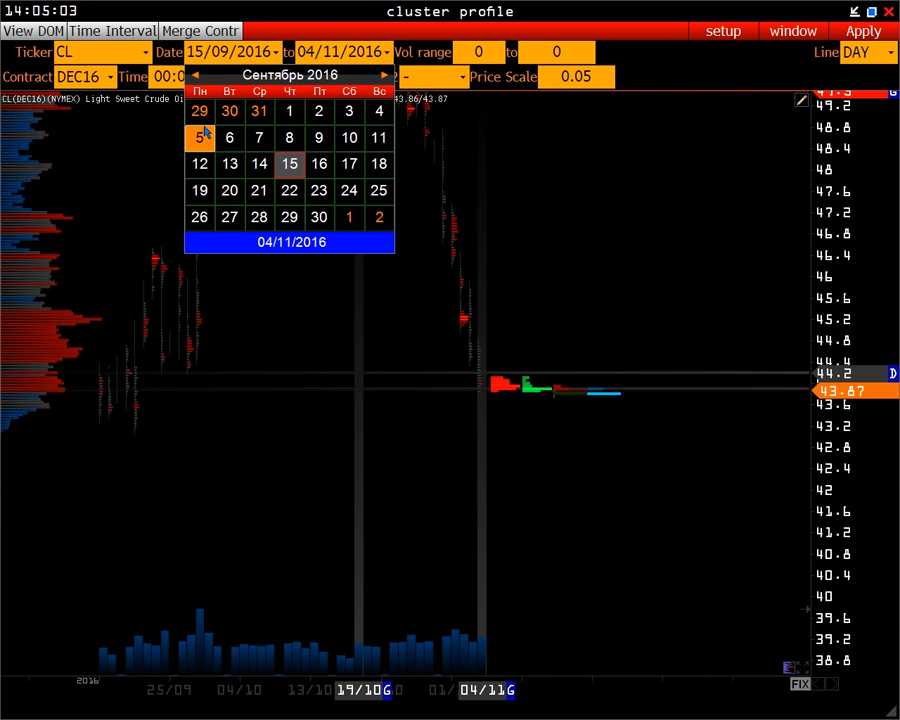 14:05:03 cluster profile
View DOM Time Interval Merge Contr setup window Apply
Ticker CL Date 15/09/2016 to 04/11/2016 Vol range 0 to 0 Line DAY
Contract DEC16 Time 00:0 - Price Scale 0.05
CL(DEC16)(NYMEX) Light Sweet Crude Oi 43.86/43.87
Сентябрь 2016
Пн Вт Ср Чт Пт Сб Вс
29 30 31 1 2 3 4
5 6 7 8 9 10 11
12 13 14 15 16 17 18
19 20 21 22 23 24 25
26 27 28 29 30 1 2
04/11/2016
G
49.2
48.8
48.4
48
47.6
47.2
46.8
46.4
46
45.6
45.2
44.8
44.4
44.2 D
43.87
43.6
43.2
42.8
42.4
42
41.6
41.2
40.8
40.4
40
39.6
39.2
38.8
2016
25/09 04/10 13/10 19/10G 01/ 04/11G
FIX